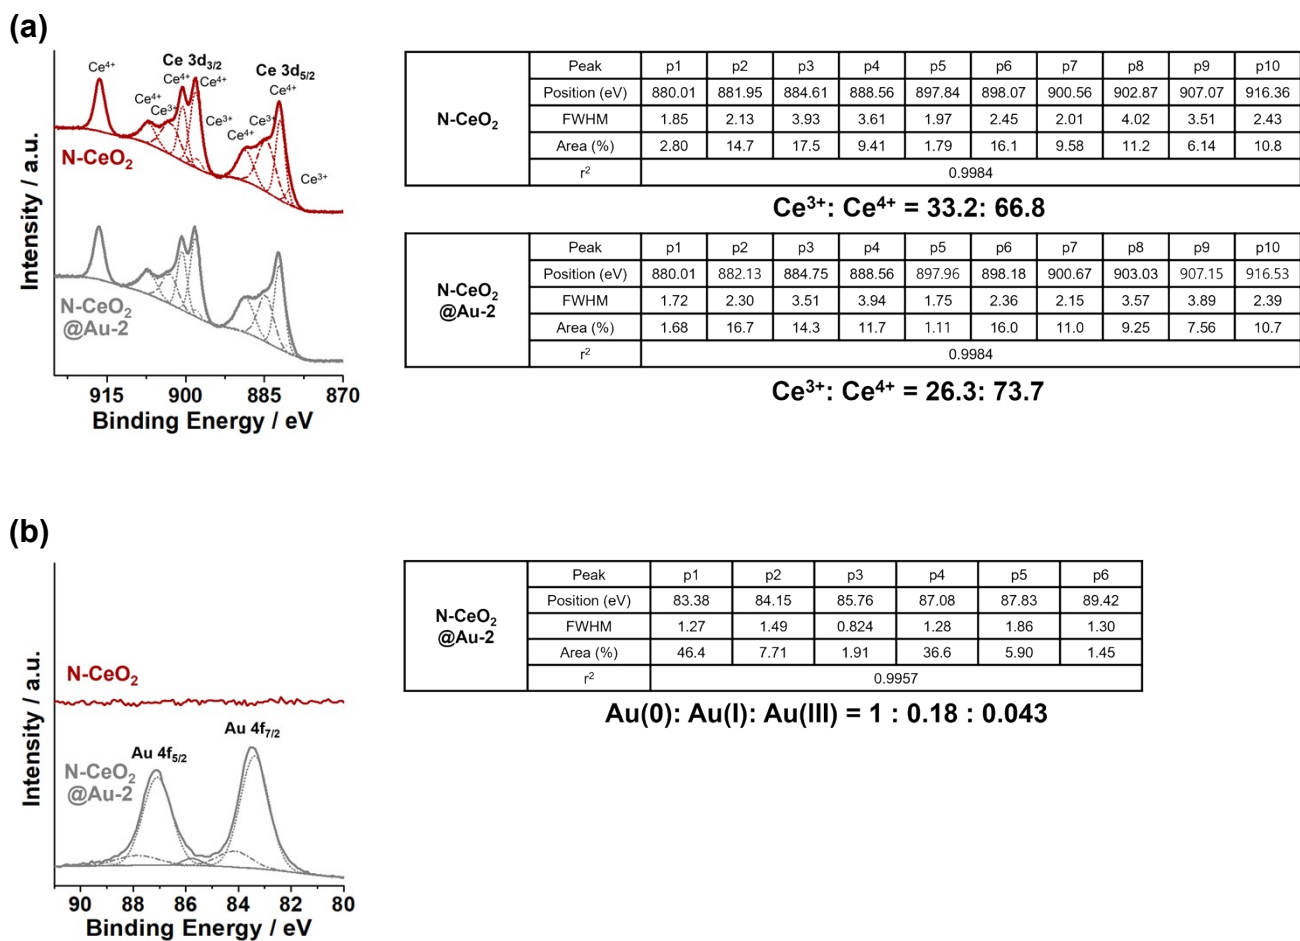 (a)
Ce⁴⁺
Ce 3d₃/₂
Ce⁴⁺
Ce⁴⁺
Ce⁴⁺
Ce³⁺
Ce³⁺
Ce 3d₅/₂
Ce⁴⁺
Ce³⁺
Ce⁴⁺
Ce³⁺
N-CeO₂
N-CeO₂
@Au-2
Intensity / a.u.
915 900 885 870
Binding Energy / eV
N-CeO₂
Peak p1 p2 p3 p4 p5 p6 p7 p8 p9 p10
Position (eV) 880.01 881.95 884.61 888.56 897.84 898.07 900.56 902.87 907.07 916.36
FWHM 1.85 2.13 3.93 3.61 1.97 2.45 2.01 4.02 3.51 2.43
Area (%) 2.80 14.7 17.5 9.41 1.79 16.1 9.58 11.2 6.14 10.8
r² 0.9984
Ce³⁺: Ce⁴⁺ = 33.2: 66.8
N-CeO₂
@Au-2
Peak p1 p2 p3 p4 p5 p6 p7 p8 p9 p10
Position (eV) 880.01 882.13 884.75 888.56 897.96 898.18 900.67 903.03 907.15 916.53
FWHM 1.72 2.30 3.51 3.94 1.75 2.36 2.15 3.57 3.89 2.39
Area (%) 1.68 16.7 14.3 11.7 1.11 16.0 11.0 9.25 7.56 10.7
r² 0.9984
Ce³⁺: Ce⁴⁺ = 26.3: 73.7
(b)
N-CeO₂
Au 4f₇/₂
Au 4f₅/₂
N-CeO₂
@Au-2
Intensity / a.u.
90 88 86 84 82 80
Binding Energy / eV
N-CeO₂
@Au-2
Peak p1 p2 p3 p4 p5 p6
Position (eV) 83.38 84.15 85.76 87.08 87.83 89.42
FWHM 1.27 1.49 0.824 1.28 1.86 1.30
Area (%) 46.4 7.71 1.91 36.6 5.90 1.45
r² 0.9957
Au(0): Au(I): Au(III) = 1 : 0.18 : 0.043